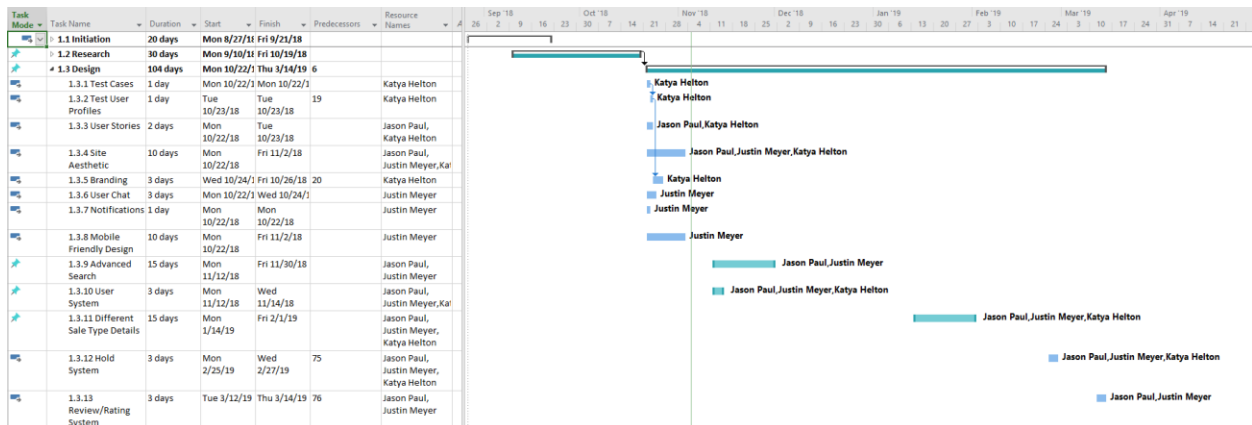 Task Mode Task Name Duration Start Finish Predecessors Resource Names
Sep '18 Oct '18 Nov '18 Dec '18 Jan '19 Feb '19 Mar '19 Apr '19
26 2 9 16 23 30 7 14 21 28 4 11 18 25 2 9 16 23 30 6 13 20 27 3 10 17 24 3 10 17 24 31 7 14 21
1.1 Initiation 20 days Mon 8/27/18 Fri 9/21/18
1.2 Research 30 days Mon 9/10/18 Fri 10/19/18
1.3 Design 104 days Mon 10/22/1 Thu 3/14/19 6
1.3.1 Test Cases 1 day Mon 10/22/1 Mon 10/22/1 Katya Helton
Katya Helton
1.3.2 Test User Profiles 1 day Tue 10/23/18 Tue 10/23/18 19 Katya Helton
Katya Helton
1.3.3 User Stories 2 days Mon 10/22/18 Tue 10/23/18 Jason Paul, Katya Helton
Jason Paul,Katya Helton
1.3.4 Site Aesthetic 10 days Mon 10/22/18 Fri 11/2/18 Jason Paul, Justin Meyer,Kat
Jason Paul,Justin Meyer,Katya Helton
1.3.5 Branding 3 days Wed 10/24/1 Fri 10/26/18 20 Katya Helton
Katya Helton
1.3.6 User Chat 3 days Mon 10/22/1 Wed 10/24/1 Justin Meyer
Justin Meyer
1.3.7 Notifications 1 day Mon 10/22/18 Mon 10/22/18 Justin Meyer
Justin Meyer
1.3.8 Mobile Friendly Design 10 days Mon 10/22/18 Fri 11/2/18 Justin Meyer
Justin Meyer
1.3.9 Advanced Search 15 days Mon 11/12/18 Fri 11/30/18 Jason Paul, Justin Meyer
Jason Paul,Justin Meyer
1.3.10 User System 3 days Mon 11/12/18 Wed 11/14/18 Jason Paul, Justin Meyer,Kat
Jason Paul,Justin Meyer,Katya Helton
1.3.11 Different Sale Type Details 15 days Mon 1/14/19 Fri 2/1/19 Jason Paul, Justin Meyer, Katya Helton
Jason Paul,Justin Meyer,Katya Helton
1.3.12 Hold System 3 days Mon 2/25/19 Wed 2/27/19 75 Jason Paul, Justin Meyer, Katya Helton
Jason Paul,Justin Meyer,Katya Helton
1.3.13 Review/Rating System 3 days Tue 3/12/19 Thu 3/14/19 76 Jason Paul, Justin Meyer
Jason Paul,Justin Meyer